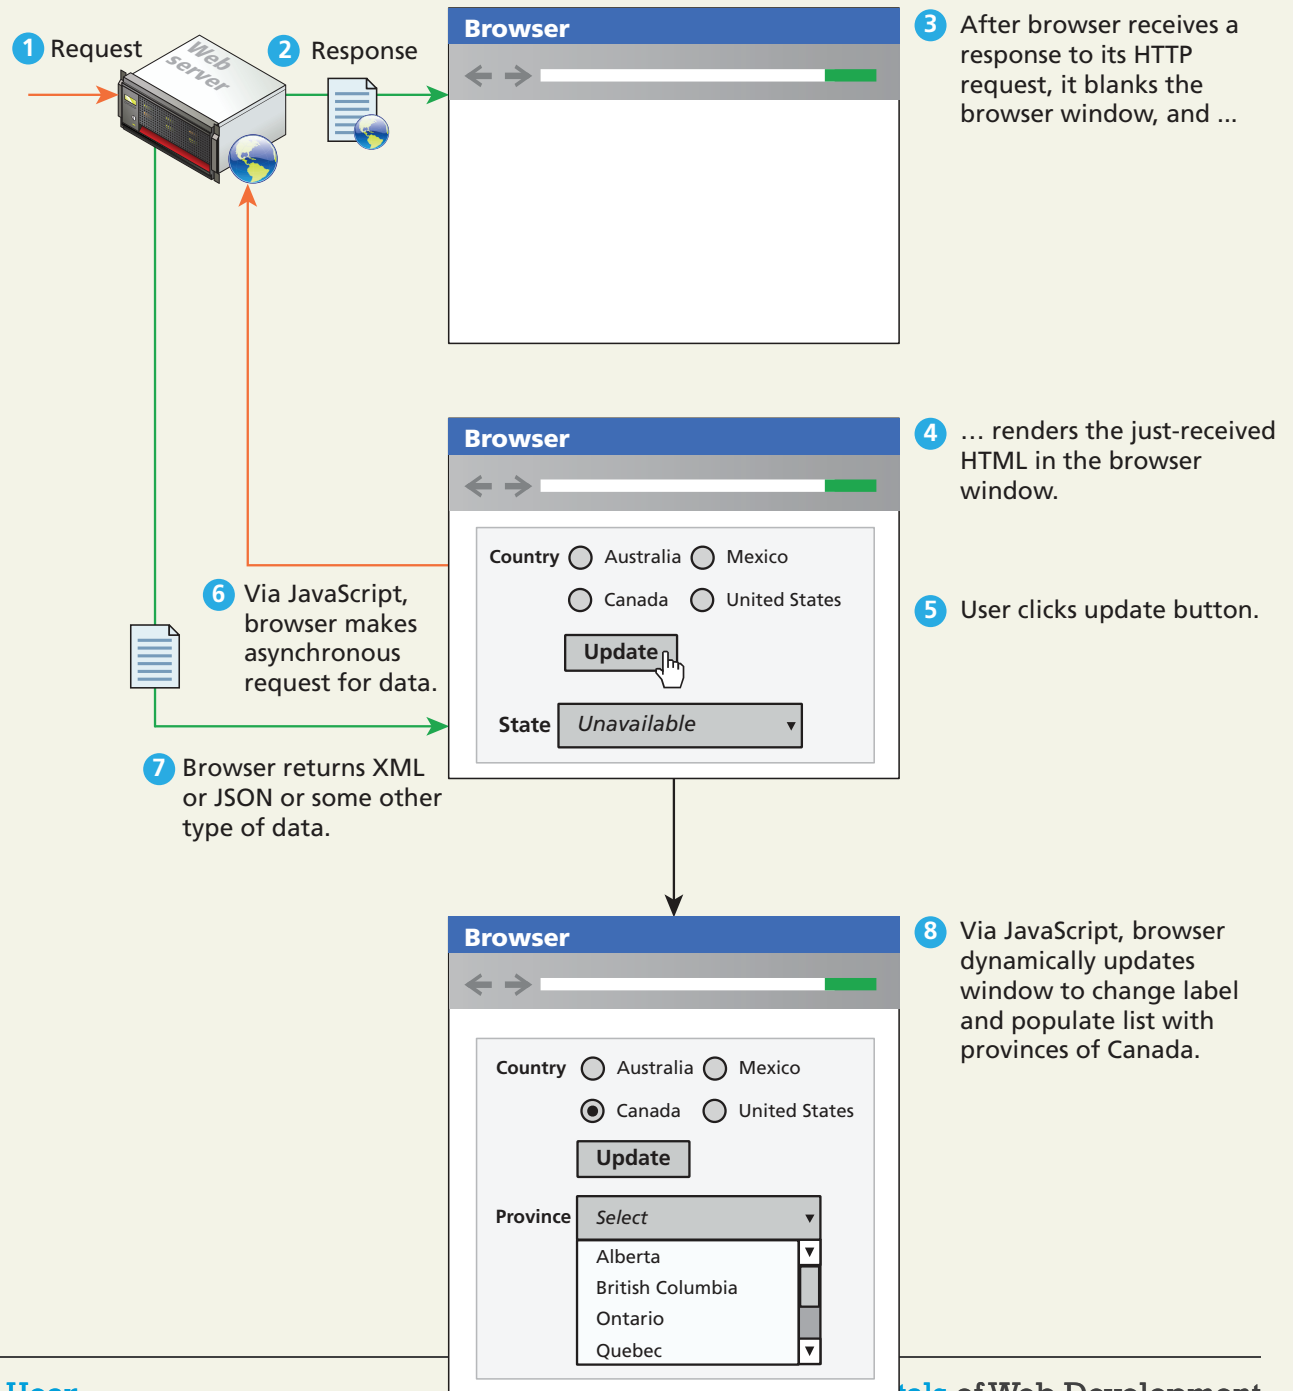 1 Request
Web
server
2 Response
Browser
3 After browser receives a
response to its HTTP
request, it blanks the
browser window, and ...
Browser
4 … renders the just-received
HTML in the browser
window.
Country Australia Mexico
Canada United States
5 User clicks update button.
Update
State Unavailable
6 Via JavaScript,
browser makes
asynchronous
request for data.
7 Browser returns XML
or JSON or some other
type of data.
Browser
8 Via JavaScript, browser
dynamically updates
window to change label
and populate list with
provinces of Canada.
Country Australia Mexico
Canada United States
Update
Province Select
Alberta
British Columbia
Ontario
Quebec
of Web Development